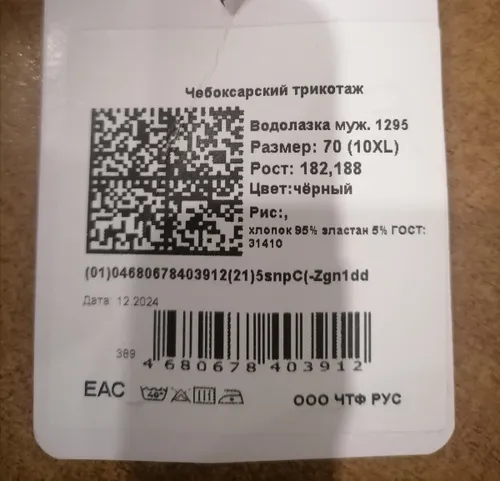 Чебоксарский трикотаж
Водолазка муж. 1295
Размер: 70 (10XL)
Рост: 182,188
Цвет:чёрный
Рис:,
хлопок 95% эластан 5% ГОСТ:
31410
(01)04680678403912(21)5snpC(-Zgn1dd
Дата: 12.2024
389
4 680678 403912
EAC
40°
ООО ЧТФ РУС